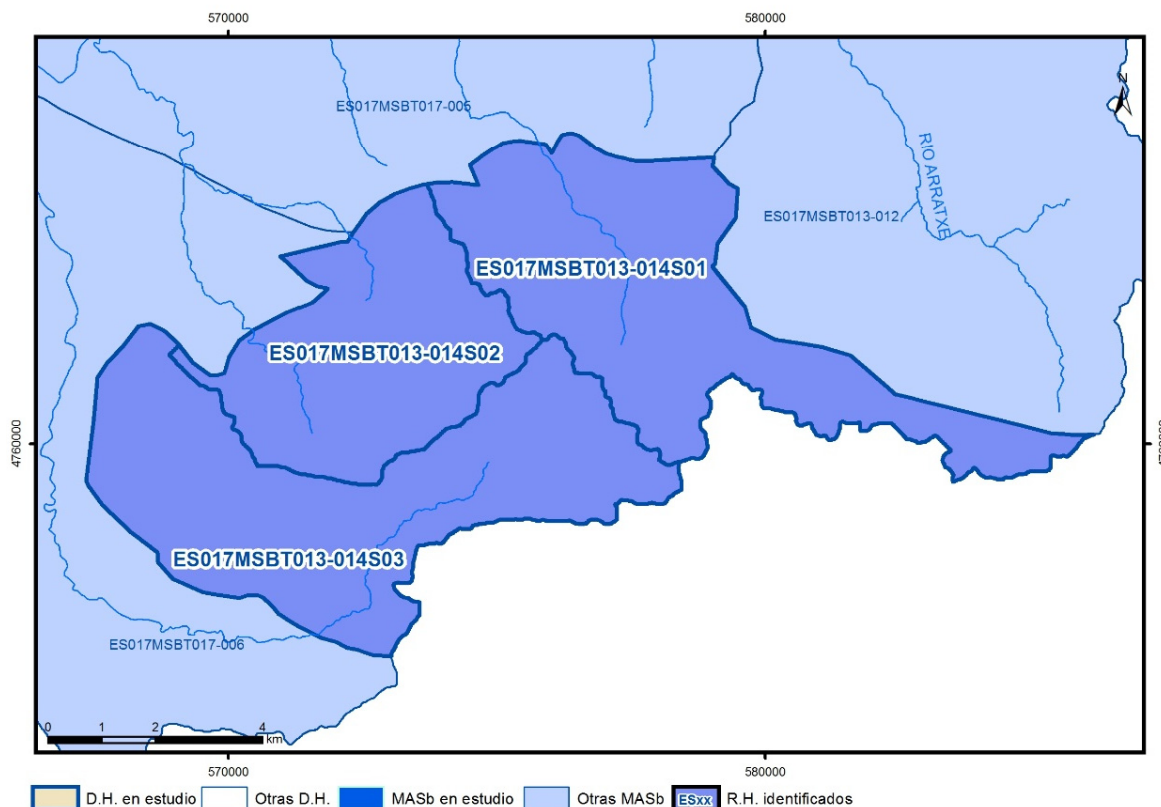 570000 580000
N
ES017MSBT017-005
RIO ARRATXE
ES017MSBT013-012
ES017MSBT013-014S01
ES017MSBT013-014S02
4760000
ES017MSBT013-014S03
ES017MSBT017-006
0 1 2 4
km
570000 580000
D.H. en estudio Otras D.H. MASb en estudio Otras MASb ESxx R.H. identificados